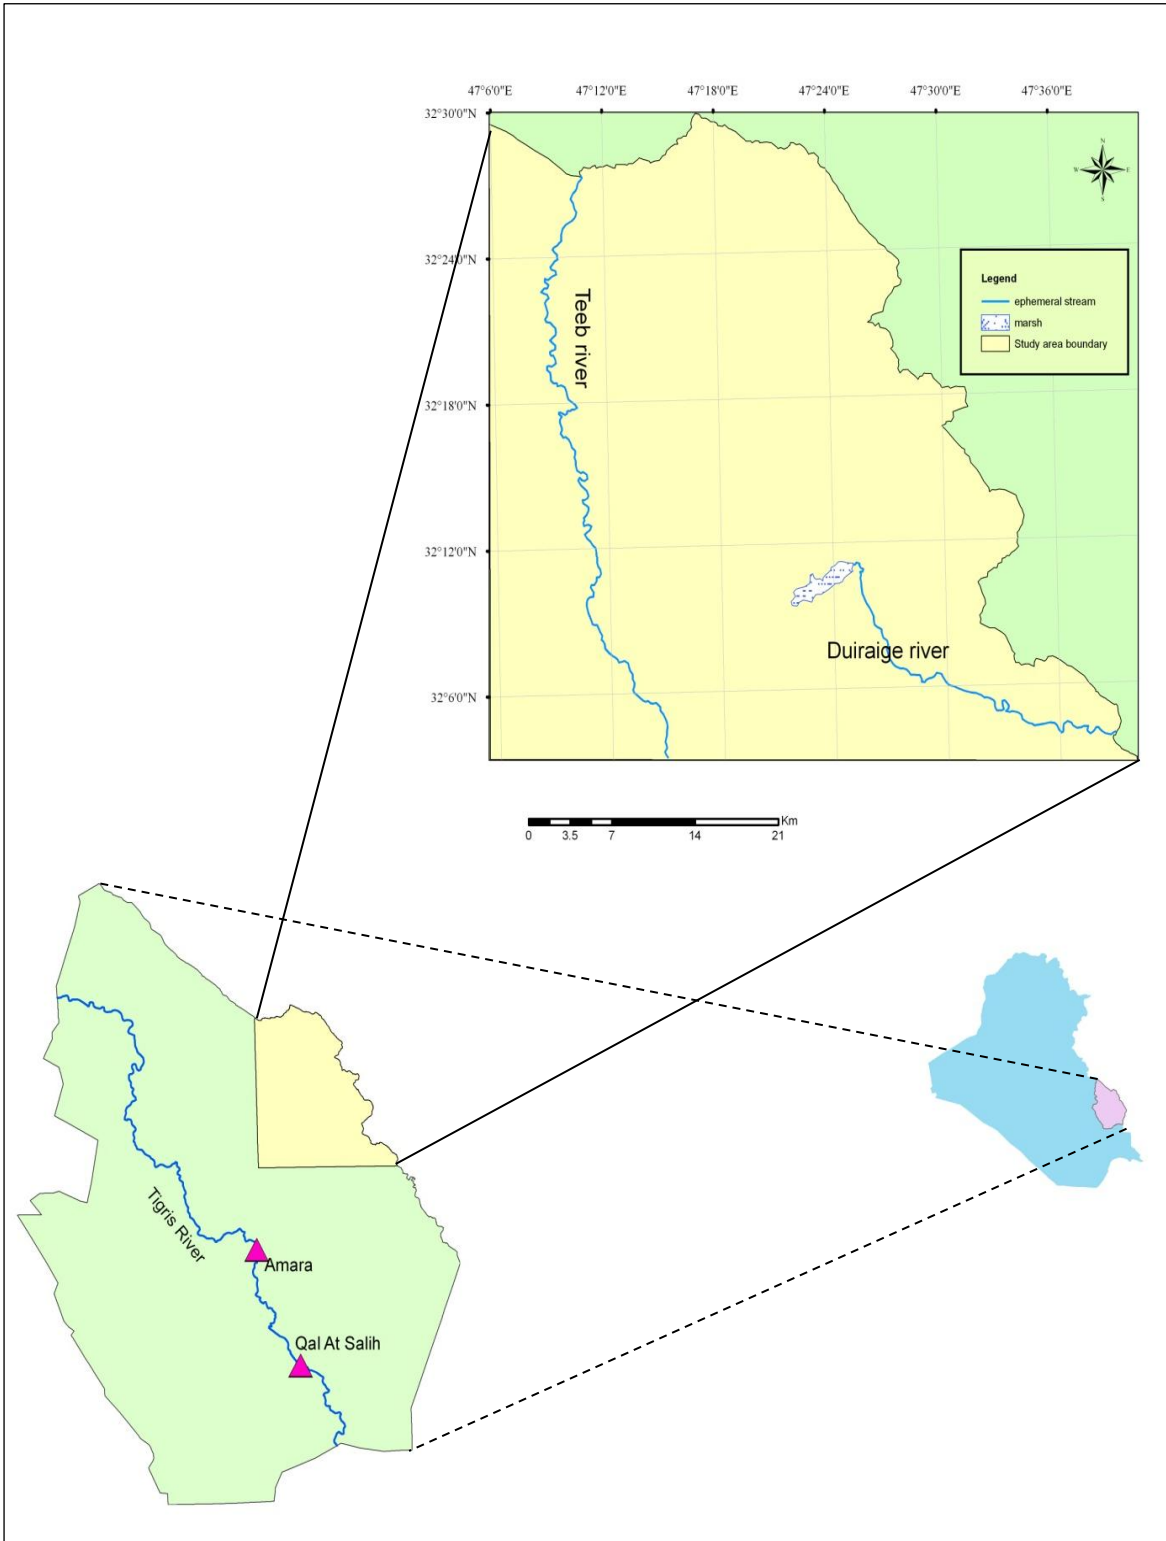 47°6'0"E 47°12'0"E 47°18'0"E 47°24'0"E 47°30'0"E 47°36'0"E
32°30'0"N
N
W E
S
32°24'0"N
Legend
ephemeral stream
marsh
Study area boundary
Teeb river
32°18'0"N
32°12'0"N
Duiraige river
32°6'0"N
Km
0 3.5 7 14 21
Tigris River
Amara
Qal At Salih